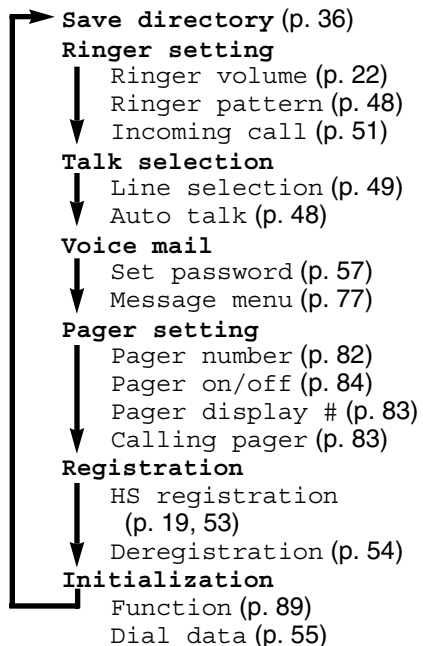 Save directory (p. 36)
Ringer setting
Ringer volume (p. 22)
Ringer pattern (p. 48)
Incoming call (p. 51)
Talk selection
Line selection (p. 49)
Auto talk (p. 48)
Voice mail
Set password (p. 57)
Message menu (p. 77)
Pager setting
Pager number (p. 82)
Pager on/off (p. 84)
Pager display # (p. 83)
Calling pager (p. 83)
Registration
HS registration
(p. 19, 53)
Deregistration (p. 54)
Initialization
Function (p. 89)
Dial data (p. 55)